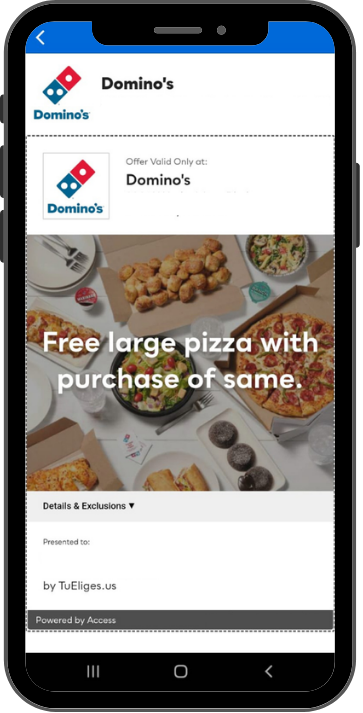 Domino's
Domino's
Offer Valid Only at:
Domino's
Domino's
Free large pizza with
purchase of same.
Details & Exclusions ▼
Presented to:
by TuEliges.us
Powered by Access